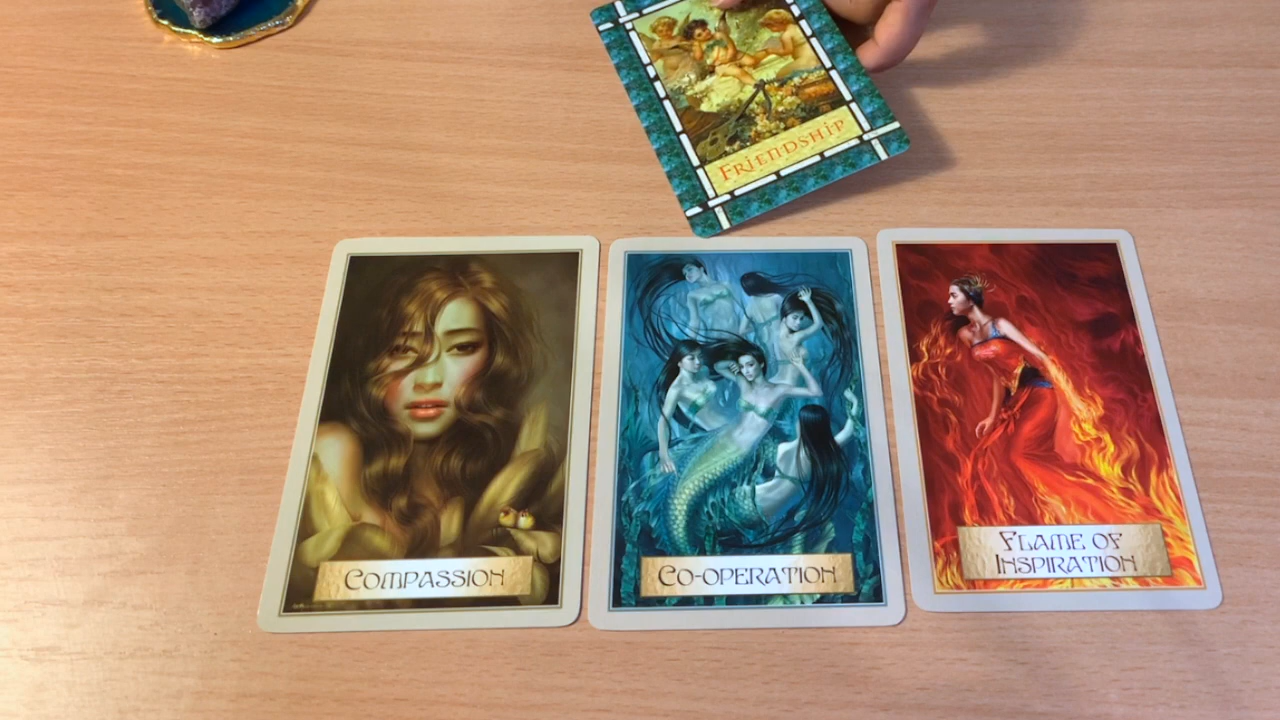 FRIENDSHIP
COMPASSION
CO-OPERATION
FLAME OF
INSPIRATION